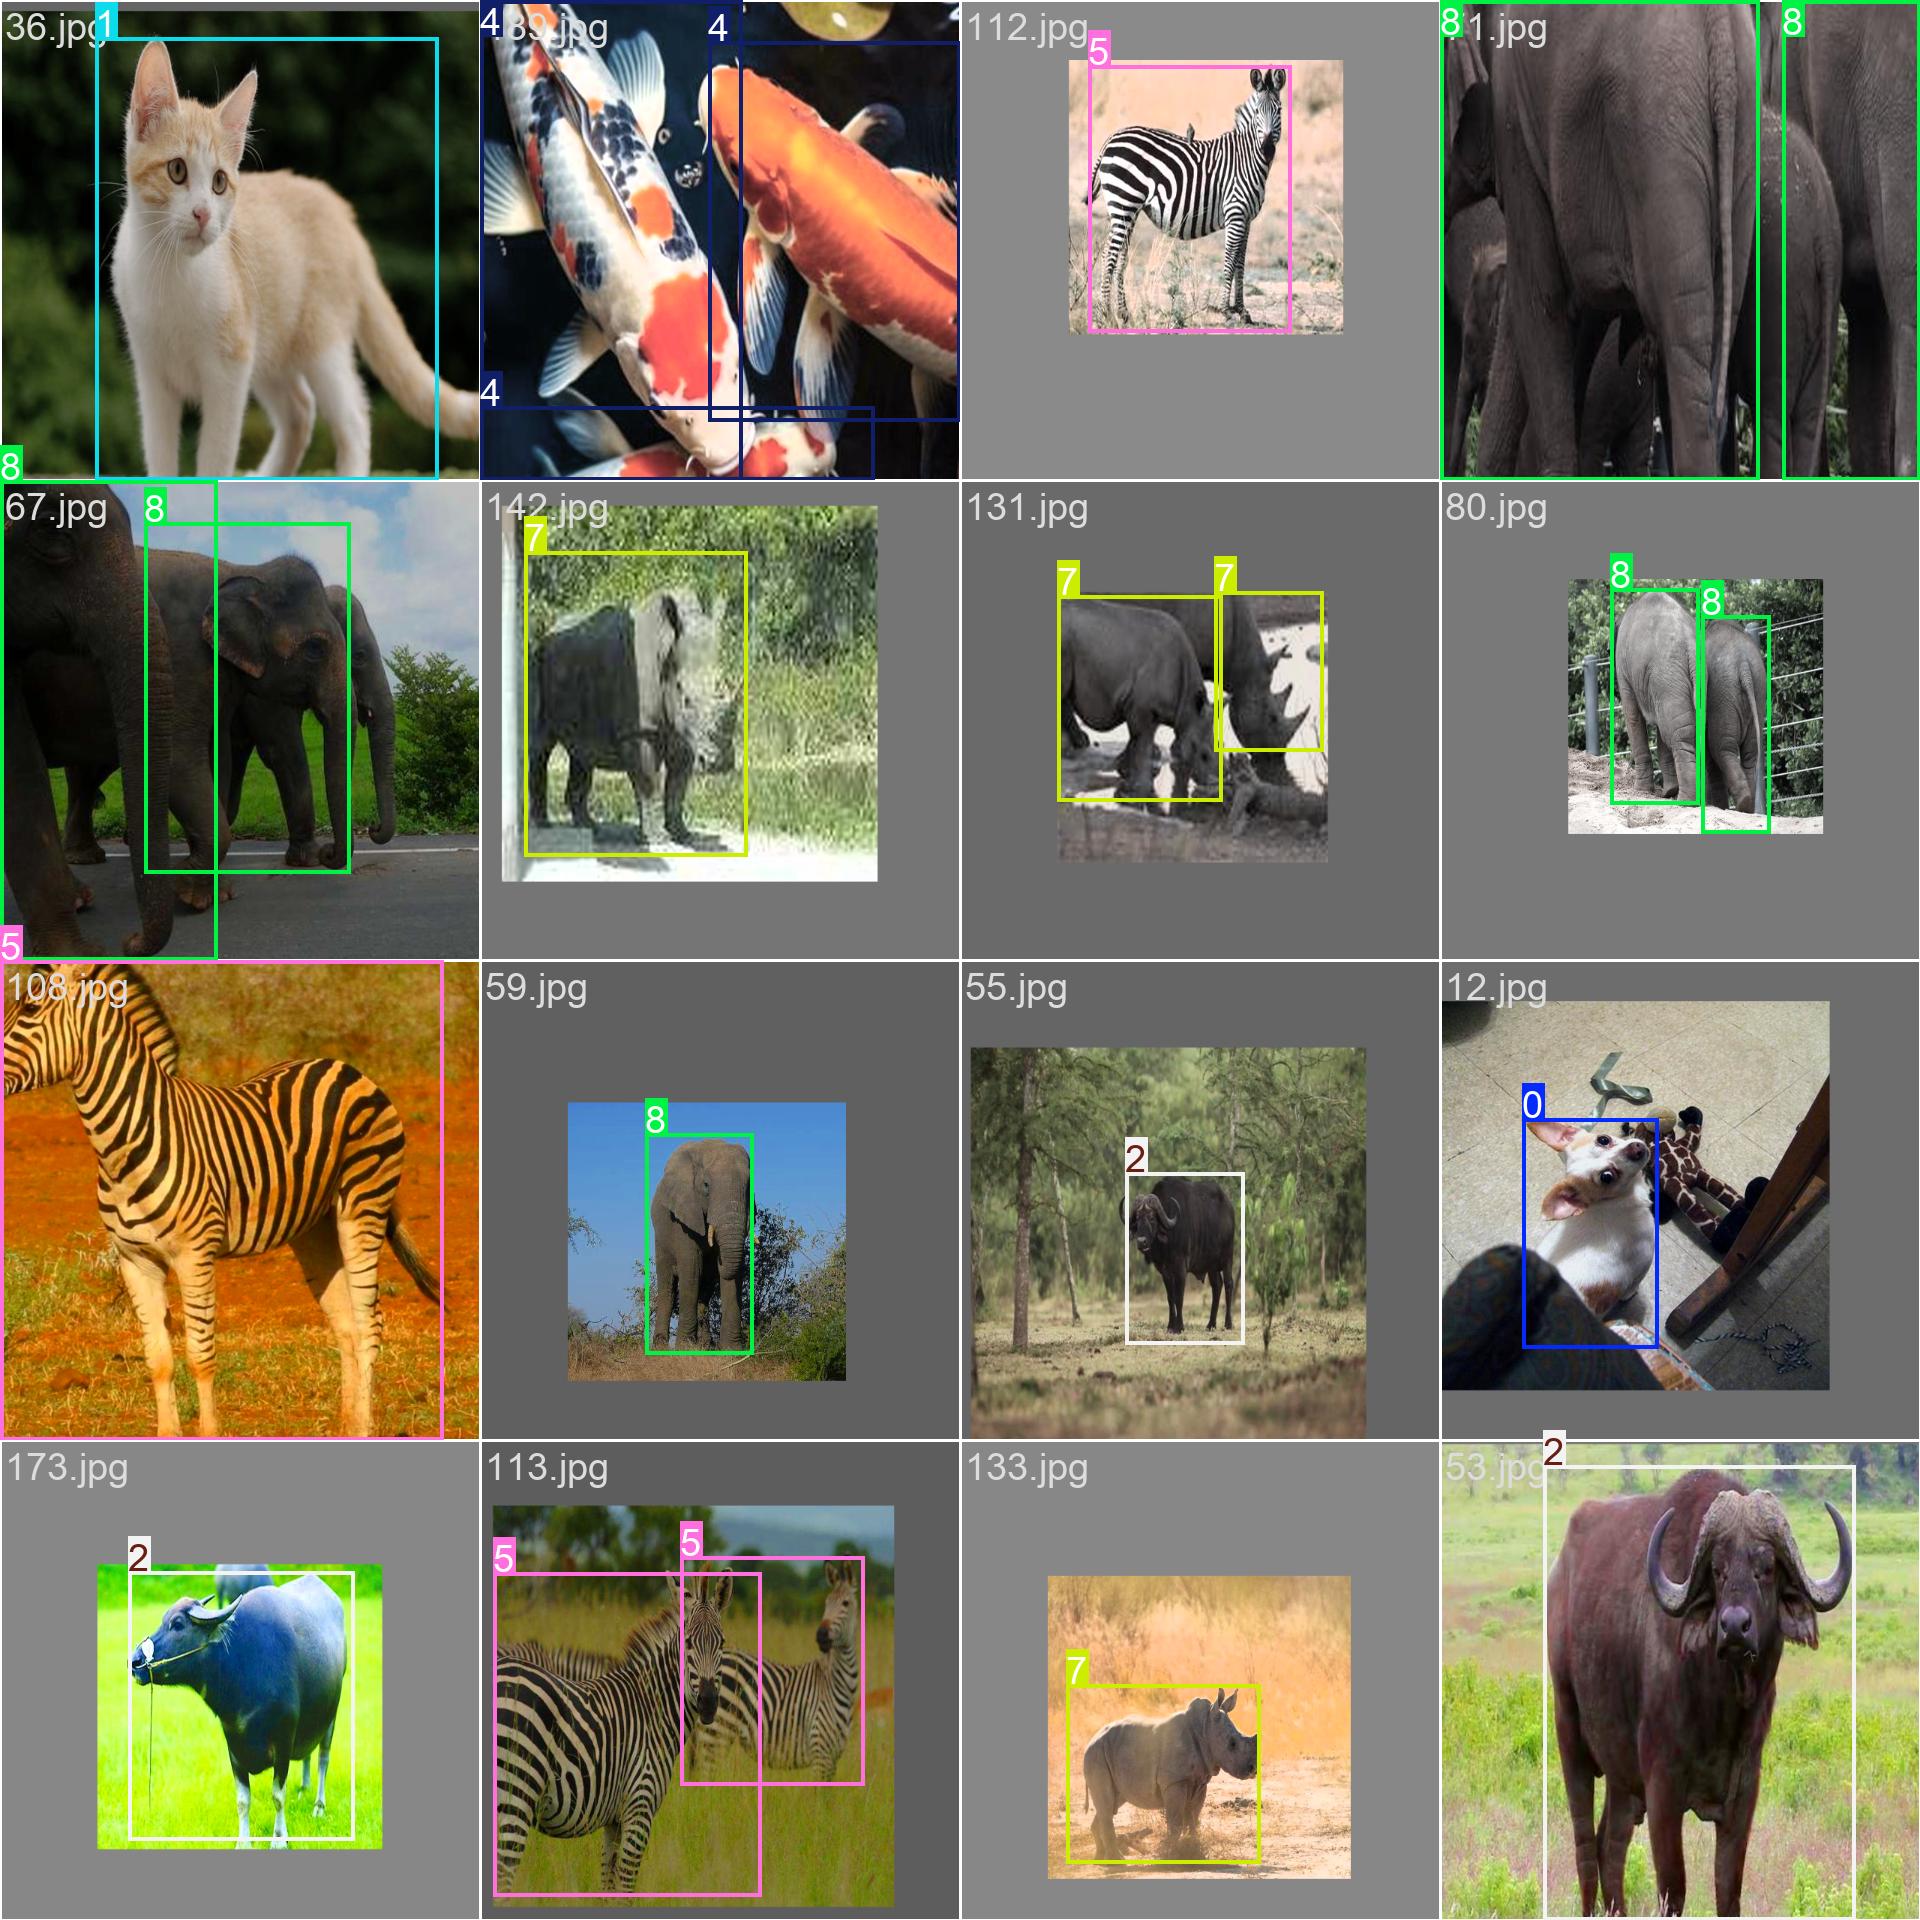 36.jpg 1
4 89.jpg 4
4
112.jpg 5
8 71.jpg 8
8
67.jpg 8
142.jpg 7
131.jpg 7 7
80.jpg 8 8
5
108.jpg
59.jpg 8
55.jpg 2
12.jpg 0
173.jpg 2
113.jpg 5 5
133.jpg 7
53.jpg 2